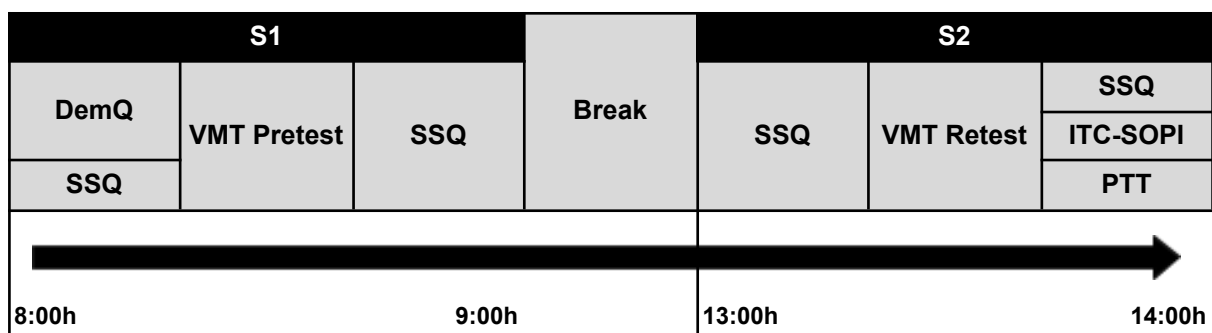 S1
S2
DemQ
SSQ
VMT Pretest
SSQ
Break
SSQ
VMT Retest
SSQ
ITC-SOPI
PTT
8:00h
9:00h
13:00h
14:00h